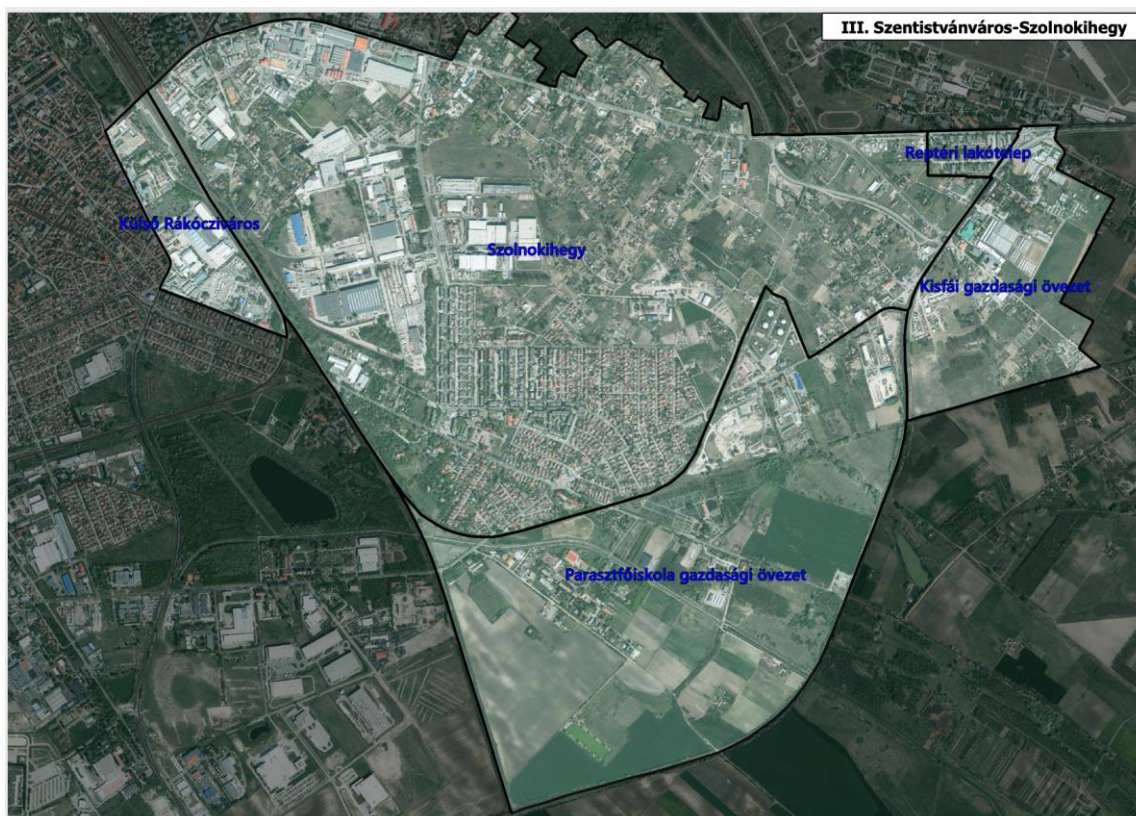 III. Szentistvánváros-Szolnokihegy
Reptéri lakótelep
Külső Rákócziváros
Szolnokihegy
Kisfái gazdasági övezet
Parasztfőiskola gazdasági övezet